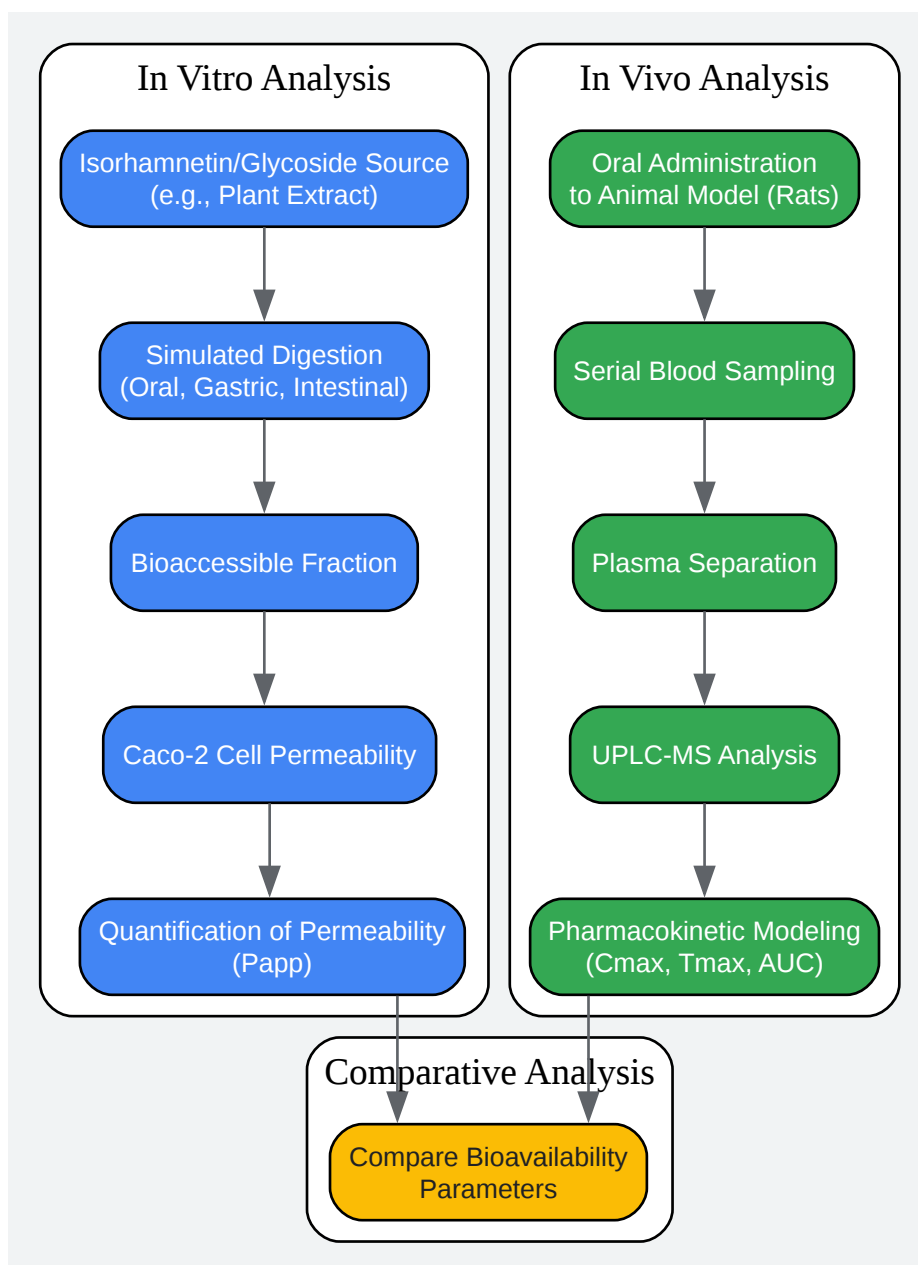 In Vitro Analysis
Isorhamnetin/Glycoside Source
(e.g., Plant Extract)
Simulated Digestion
(Oral, Gastric, Intestinal)
Bioaccessible Fraction
Caco-2 Cell Permeability
Quantification of Permeability
(Papp)
In Vivo Analysis
Oral Administration
to Animal Model (Rats)
Serial Blood Sampling
Plasma Separation
UPLC-MS Analysis
Pharmacokinetic Modeling
(Cmax, Tmax, AUC)
Comparative Analysis
Compare Bioavailability
Parameters